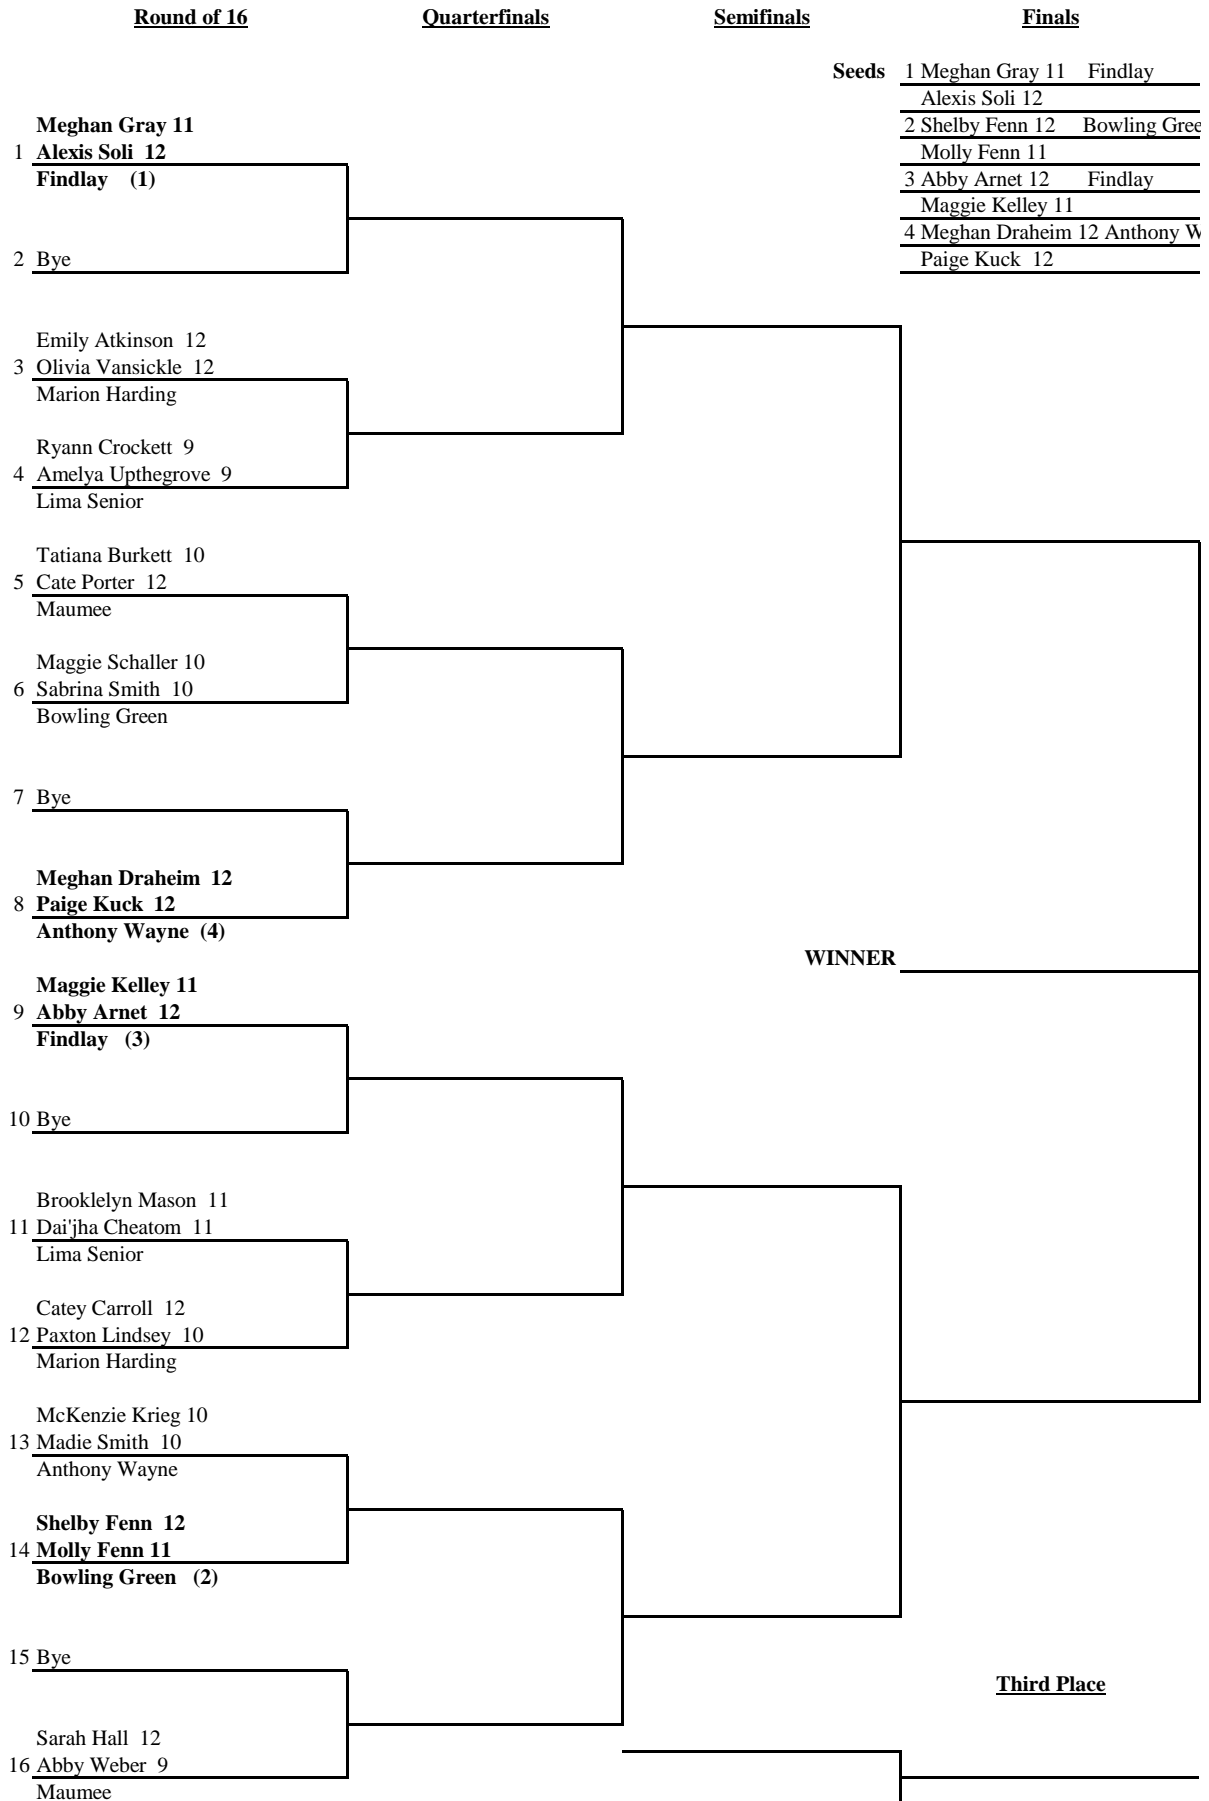 Round of 16 Quarterfinals Semifinals Finals
Seeds 1 Meghan Gray 11 Findlay
Alexis Soli 12
Meghan Gray 11 2 Shelby Fenn 12 Bowling Gree
1 Alexis Soli 12 Molly Fenn 11
Findlay (1) 3 Abby Arnet 12 Findlay
Maggie Kelley 11
4 Meghan Draheim 12 Anthony W
2 Bye Paige Kuck 12
Emily Atkinson 12
3 Olivia Vansickle 12
Marion Harding
Ryann Crockett 9
4 Amelya Upthegrove 9
Lima Senior
Tatiana Burkett 10
5 Cate Porter 12
Maumee
Maggie Schaller 10
6 Sabrina Smith 10
Bowling Green
7 Bye
Meghan Draheim 12
8 Paige Kuck 12
Anthony Wayne (4)
WINNER
Maggie Kelley 11
9 Abby Arnet 12
Findlay (3)
10 Bye
Brooklelyn Mason 11
11 Dai'jha Cheatom 11
Lima Senior
Catey Carroll 12
12 Paxton Lindsey 10
Marion Harding
McKenzie Krieg 10
13 Madie Smith 10
Anthony Wayne
Shelby Fenn 12
14 Molly Fenn 11
Bowling Green (2)
15 Bye
Third Place
Sarah Hall 12
16 Abby Weber 9
Maumee